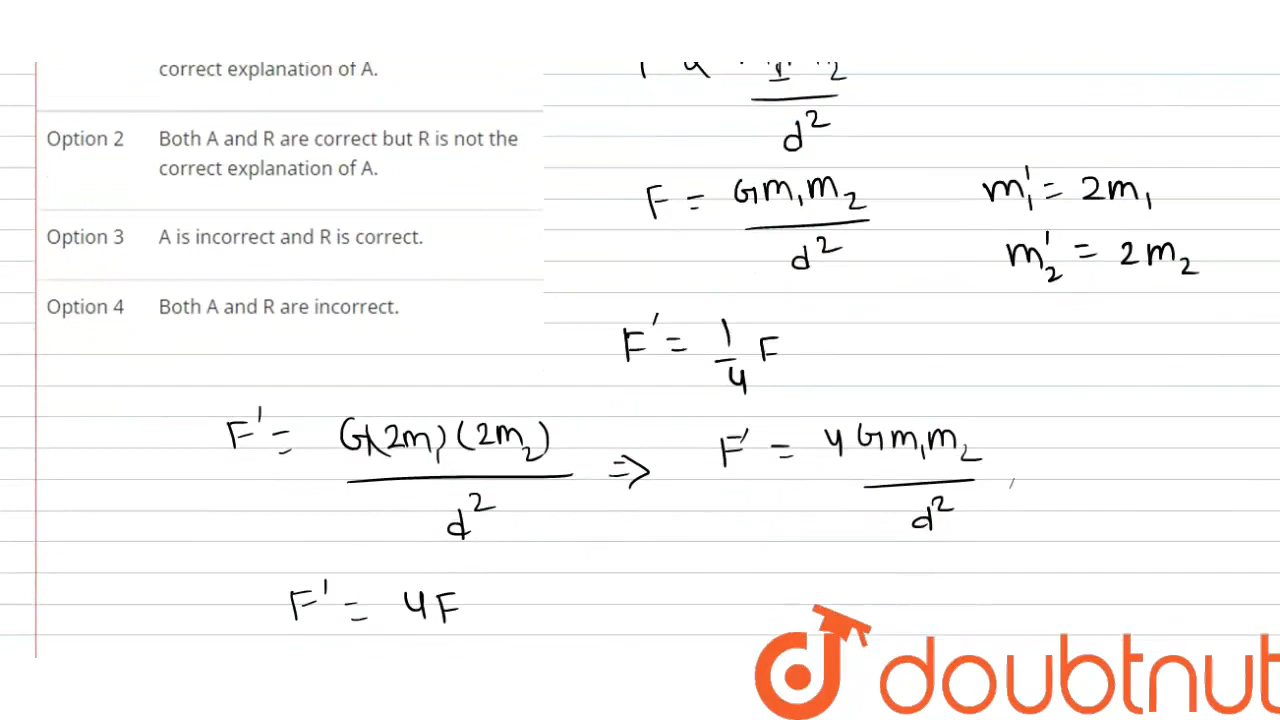 correct explanation of A.
Option 2 Both A and R are correct but R is not the
correct explanation of A.
Option 3 A is incorrect and R is correct.
Option 4 Both A and R are incorrect.
d²
F = Gm₁m₂
d²
m₁' = 2m₁
m₂' = 2m₂
F' = 1/4 F
F' = G(2m₁)(2m₂)
d²
⇒ F' = 4Gm₁m₂
d²
F' = 4F
doubtnut